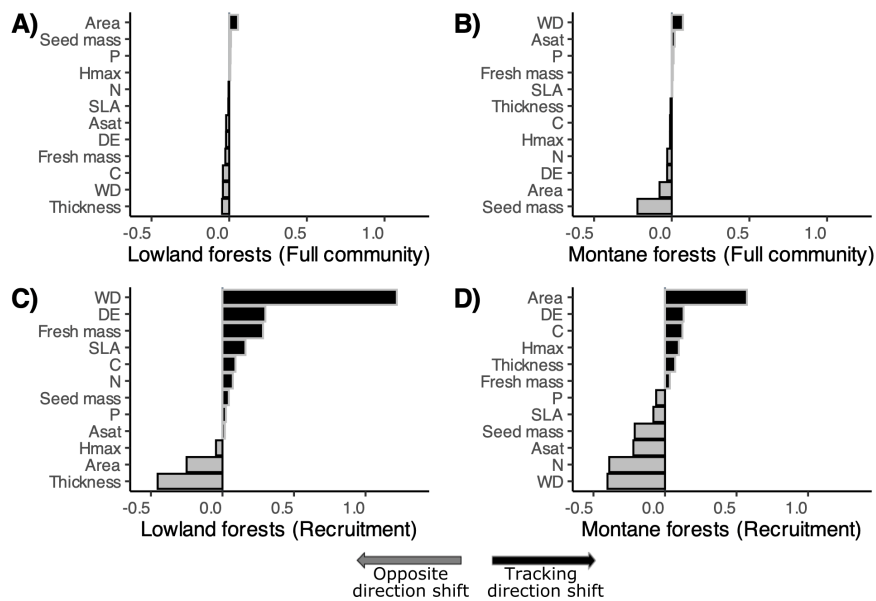 A)
Area
Seed mass
P
Hmax
N
SLA
Asat
DE
Fresh mass
C
WD
Thickness
-0.5 0.0 0.5 1.0
Lowland forests (Full community)
B)
WD
Asat
P
Fresh mass
SLA
Thickness
C
Hmax
N
DE
Area
Seed mass
-0.5 0.0 0.5 1.0
Montane forests (Full community)
C)
WD
DE
Fresh mass
SLA
C
N
Seed mass
P
Asat
Hmax
Area
Thickness
-0.5 0.0 0.5 1.0
Lowland forests (Recruitment)
D)
Area
DE
C
Hmax
Thickness
Fresh mass
P
SLA
Seed mass
Asat
N
WD
-0.5 0.0 0.5 1.0
Montane forests (Recruitment)
Opposite
direction shift
Tracking
direction shift